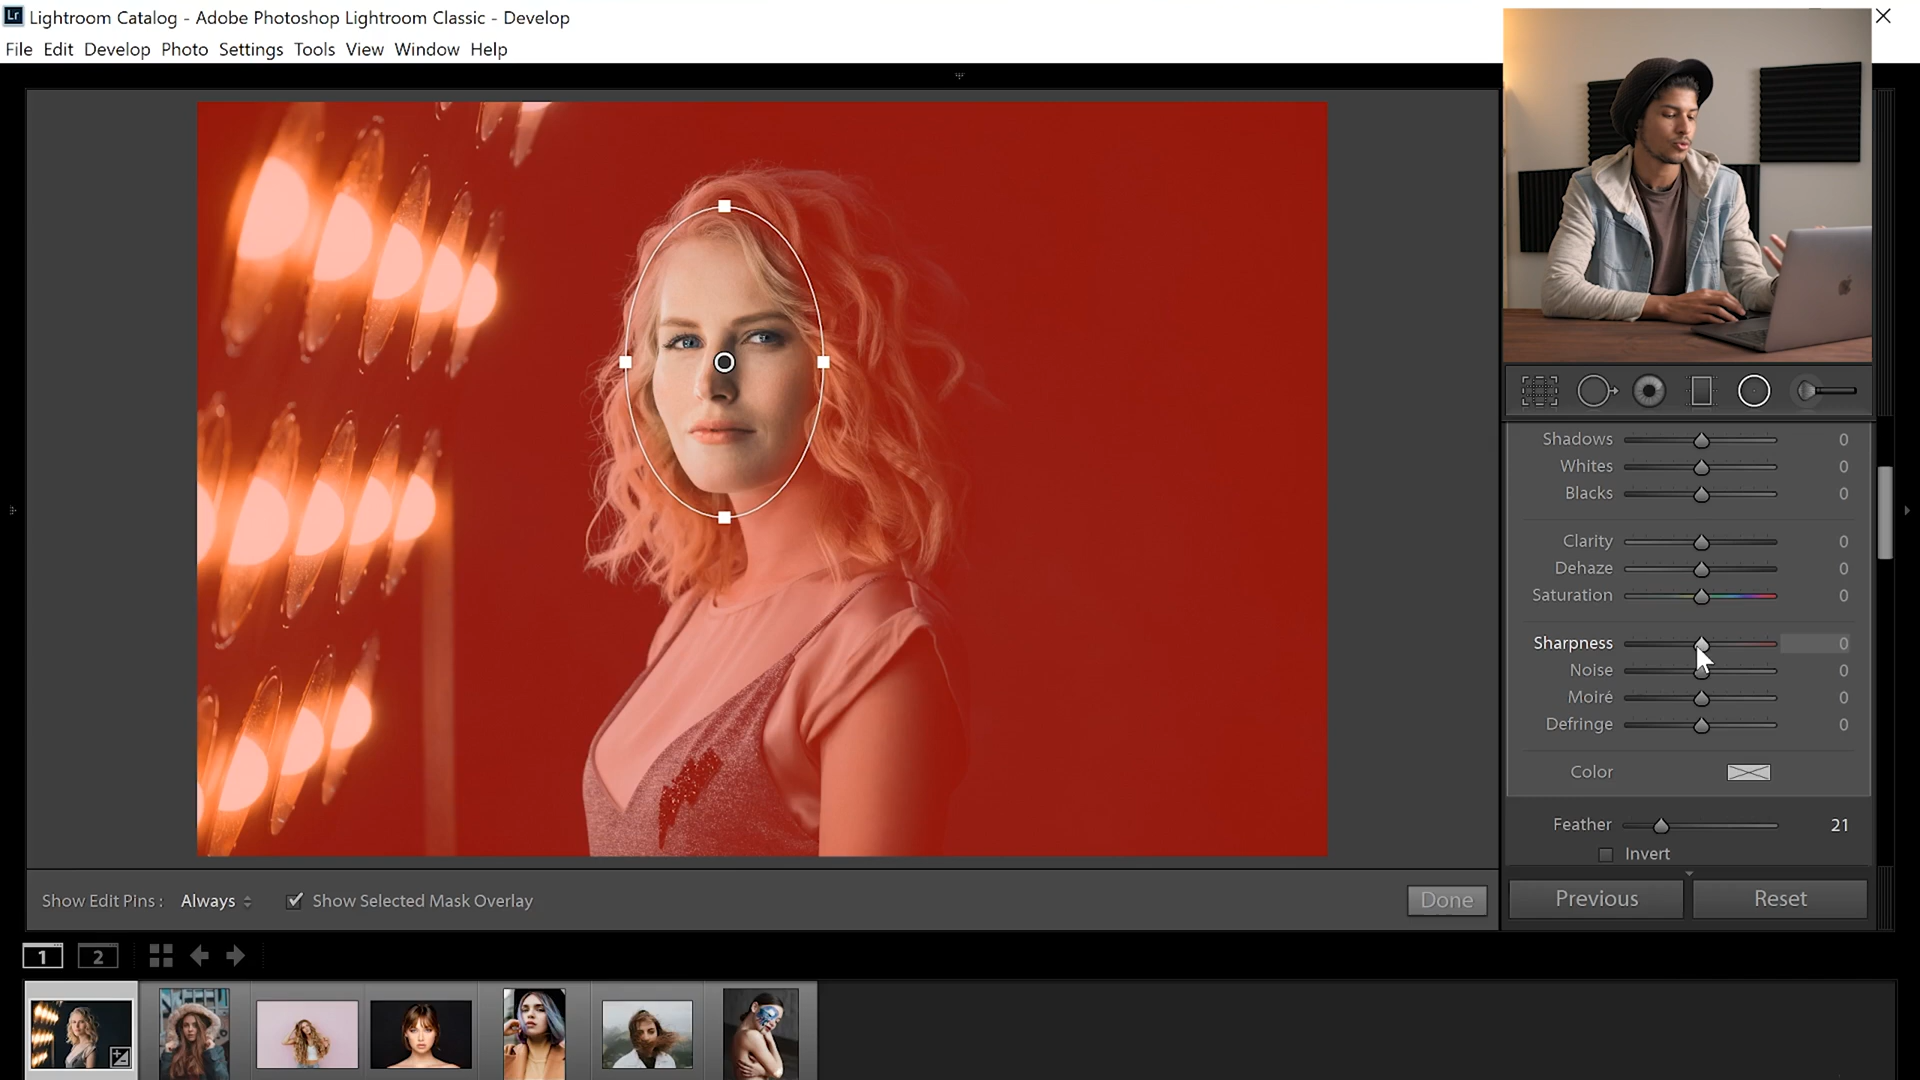 Lr Lightroom Catalog - Adobe Photoshop Lightroom Classic - Develop
File Edit Develop Photo Settings Tools View Window Help
Shadows 0
Whites 0
Blacks 0
Clarity 0
Dehaze 0
Saturation 0
Sharpness 0
Noise 0
Moiré 0
Defringe 0
Color
Feather 21
Invert
Show Edit Pins : Always Show Selected Mask Overlay Done
Previous Reset
1 2